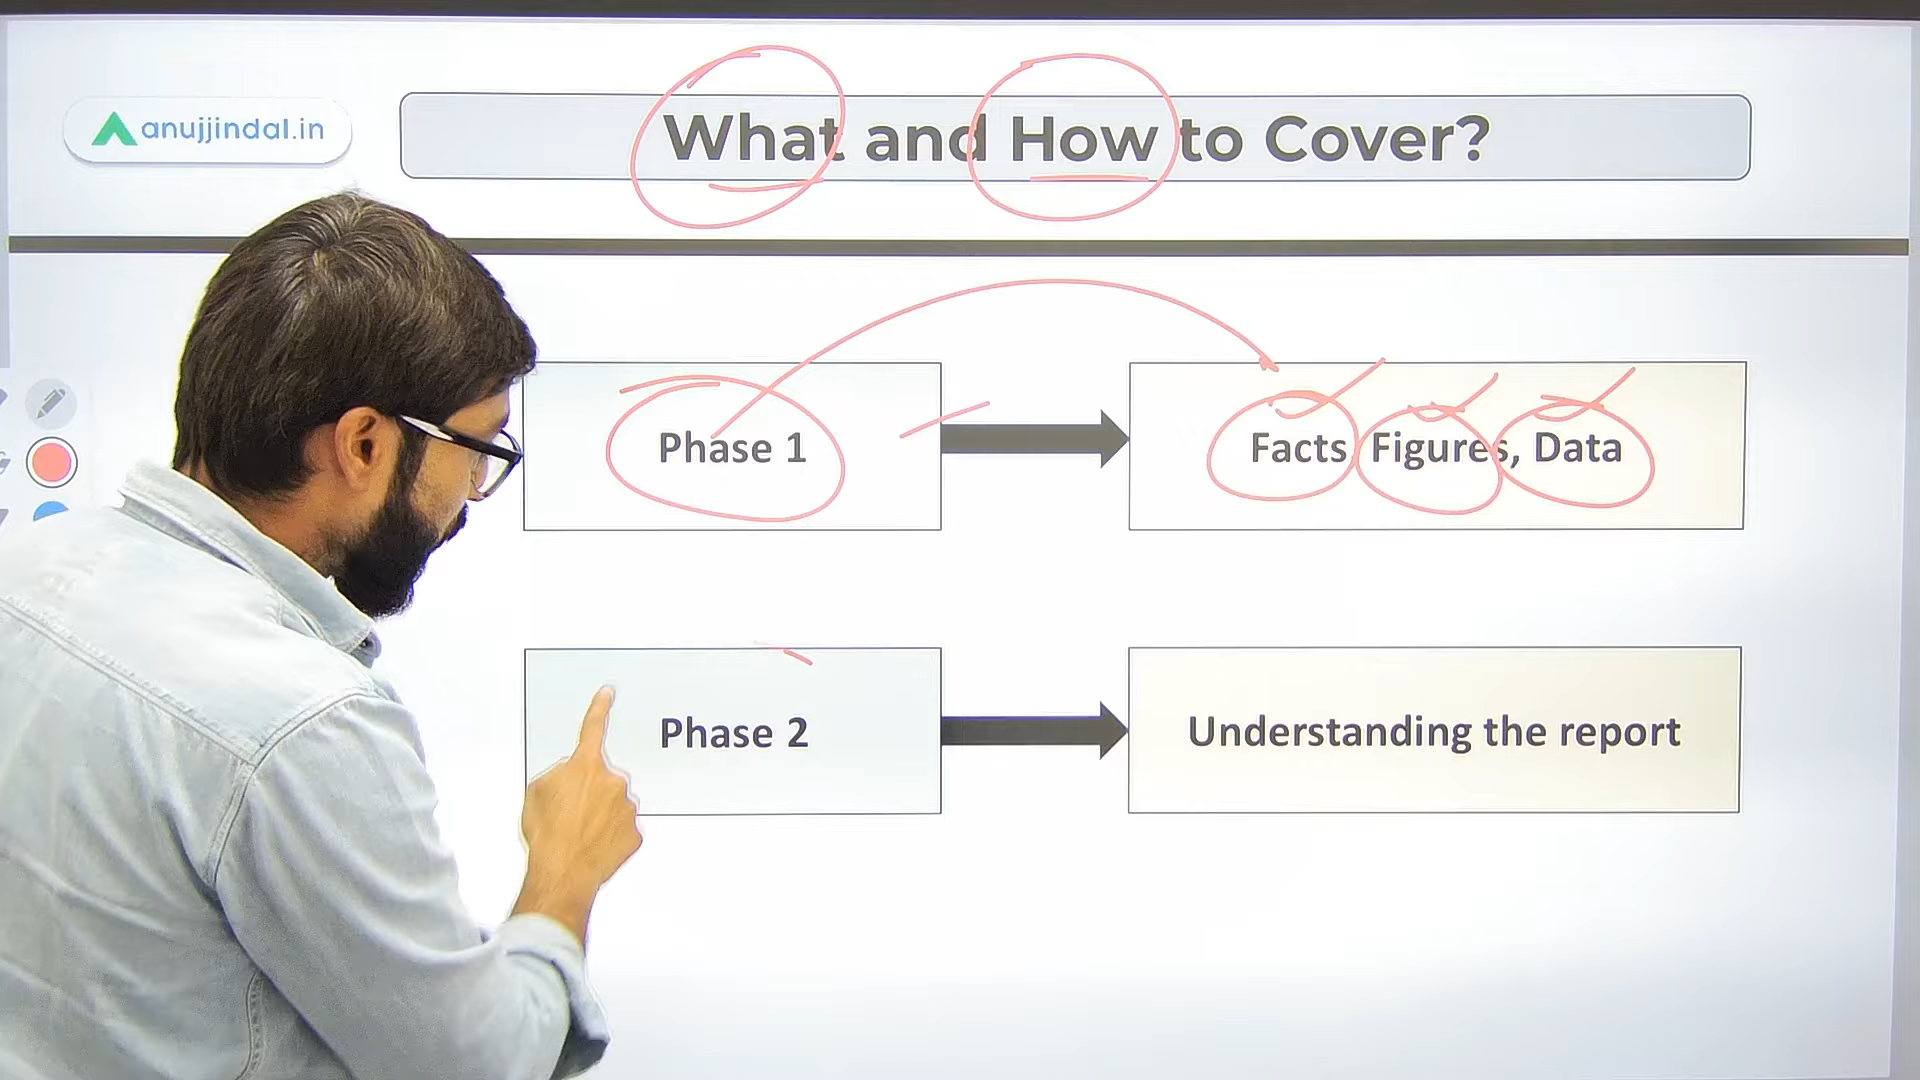 anujjindal.in
What and How to Cover?
Phase 1
Facts, Figures, Data
Phase 2
Understanding the report